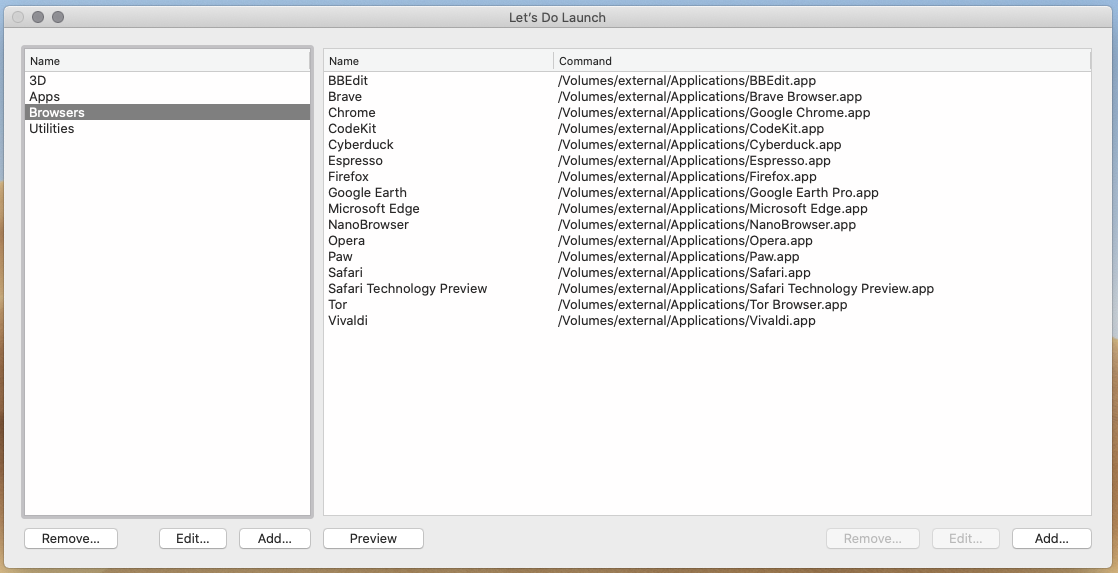 Let's Do Launch
Name
3D
Apps
Browsers
Utilities
Name Command
BBEdit /Volumes/external/Applications/BBEdit.app
Brave /Volumes/external/Applications/Brave Browser.app
Chrome /Volumes/external/Applications/Google Chrome.app
CodeKit /Volumes/external/Applications/CodeKit.app
Cyberduck /Volumes/external/Applications/Cyberduck.app
Espresso /Volumes/external/Applications/Espresso.app
Firefox /Volumes/external/Applications/Firefox.app
Google Earth /Volumes/external/Applications/Google Earth Pro.app
Microsoft Edge /Volumes/external/Applications/Microsoft Edge.app
NanoBrowser /Volumes/external/Applications/NanoBrowser.app
Opera /Volumes/external/Applications/Opera.app
Paw /Volumes/external/Applications/Paw.app
Safari /Volumes/external/Applications/Safari.app
Safari Technology Preview /Volumes/external/Applications/Safari Technology Preview.app
Tor /Volumes/external/Applications/Tor Browser.app
Vivaldi /Volumes/external/Applications/Vivaldi.app
Remove... Edit... Add... Preview Remove... Edit... Add...